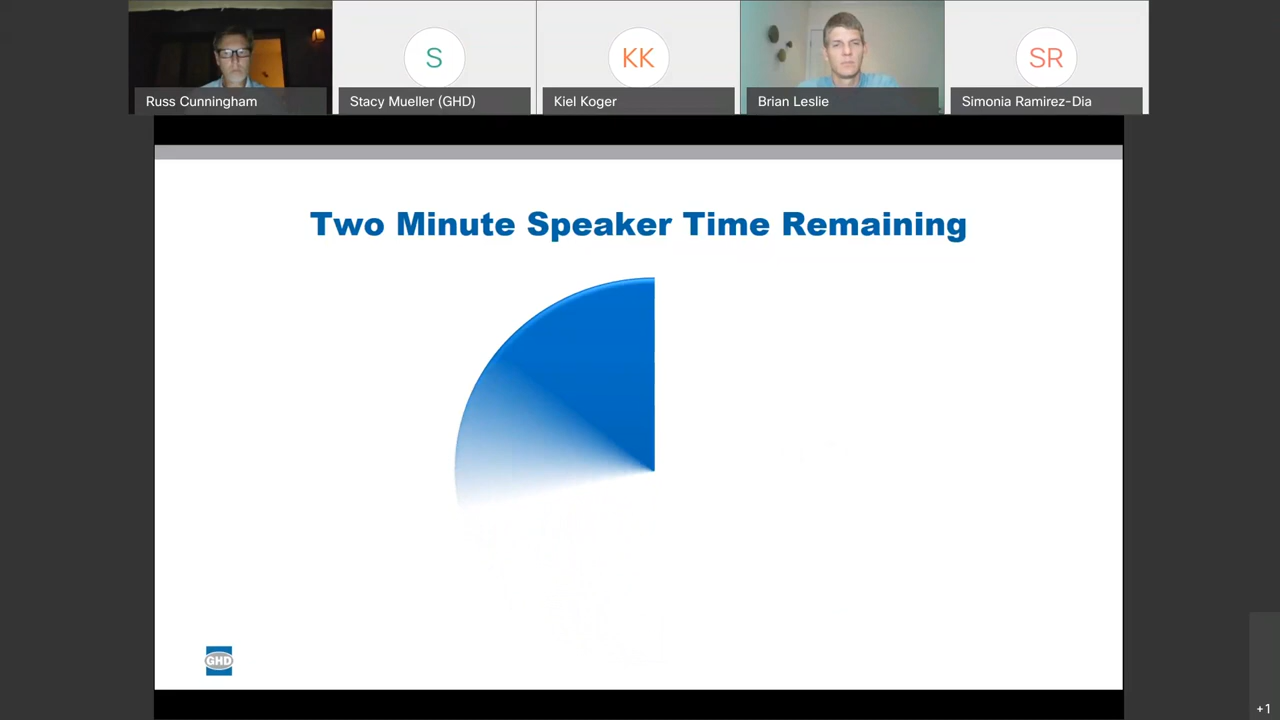 S
KK
SR
Russ Cunningham
Stacy Mueller (GHD)
Kiel Koger
Brian Leslie
Simonia Ramirez-Dia
Two Minute Speaker Time Remaining
GHD
+1